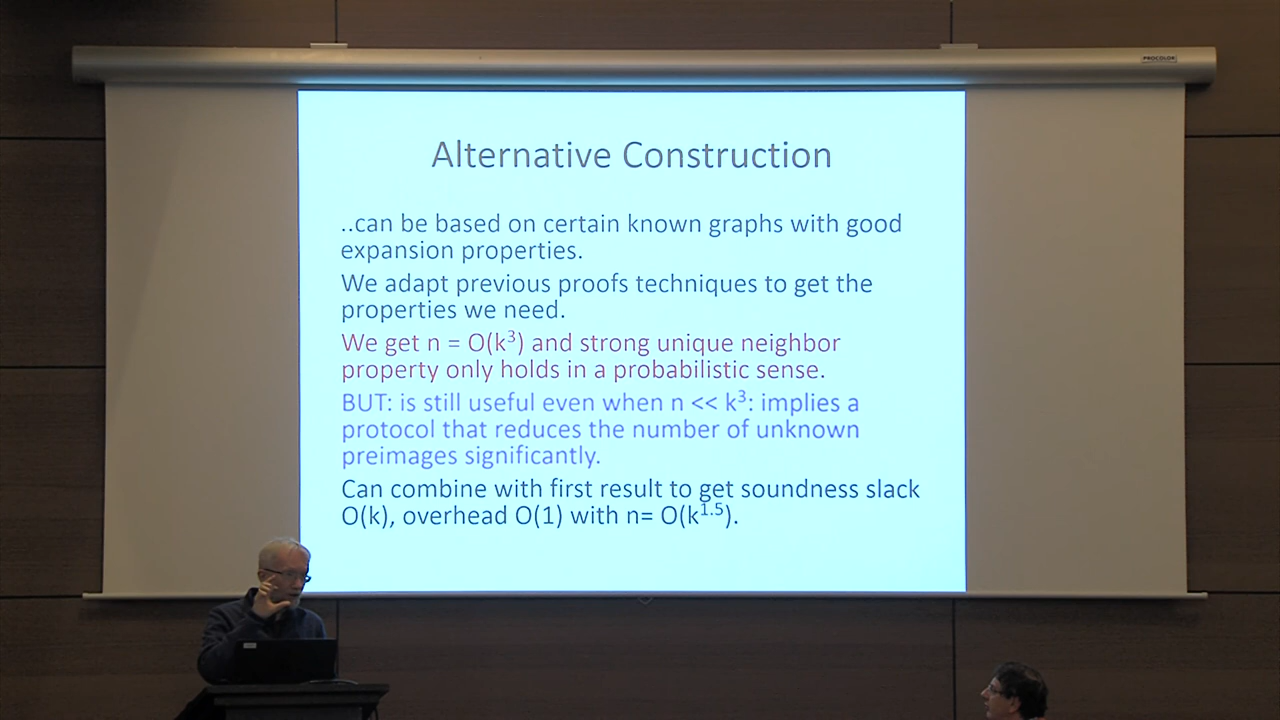 PROCOLOR
Alternative Construction
..can be based on certain known graphs with good
expansion properties.
We adapt previous proofs techniques to get the
properties we need.
We get n = O(k³) and strong unique neighbor
property only holds in a probabilistic sense.
BUT: is still useful even when n << k³: implies a
protocol that reduces the number of unknown
preimages significantly.
Can combine with first result to get soundness slack
O(k), overhead O(1) with n= O(k^1.5).